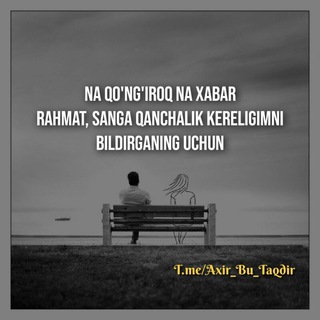 NA QO'NG'IROQ NA XABAR
RAHMAT, SANGA QANCHALIK KERELIGIMNI
BILDIRGANING UCHUN
T.me/Axir_Bu_Taqdir